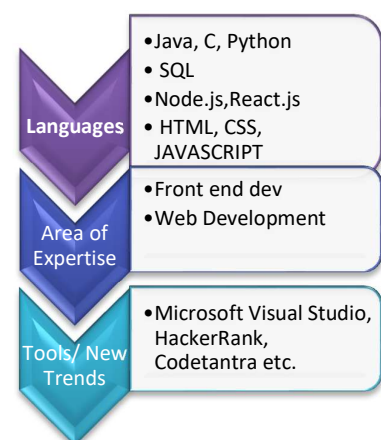 Languages
•Java, C, Python
• SQL
•Node.js,React.js
• HTML, CSS,
JAVASCRIPT
Area of
Expertise
•Front end dev
•Web Development
Tools/ New
Trends
•Microsoft Visual Studio,
HackerRank,
Codetantra etc.